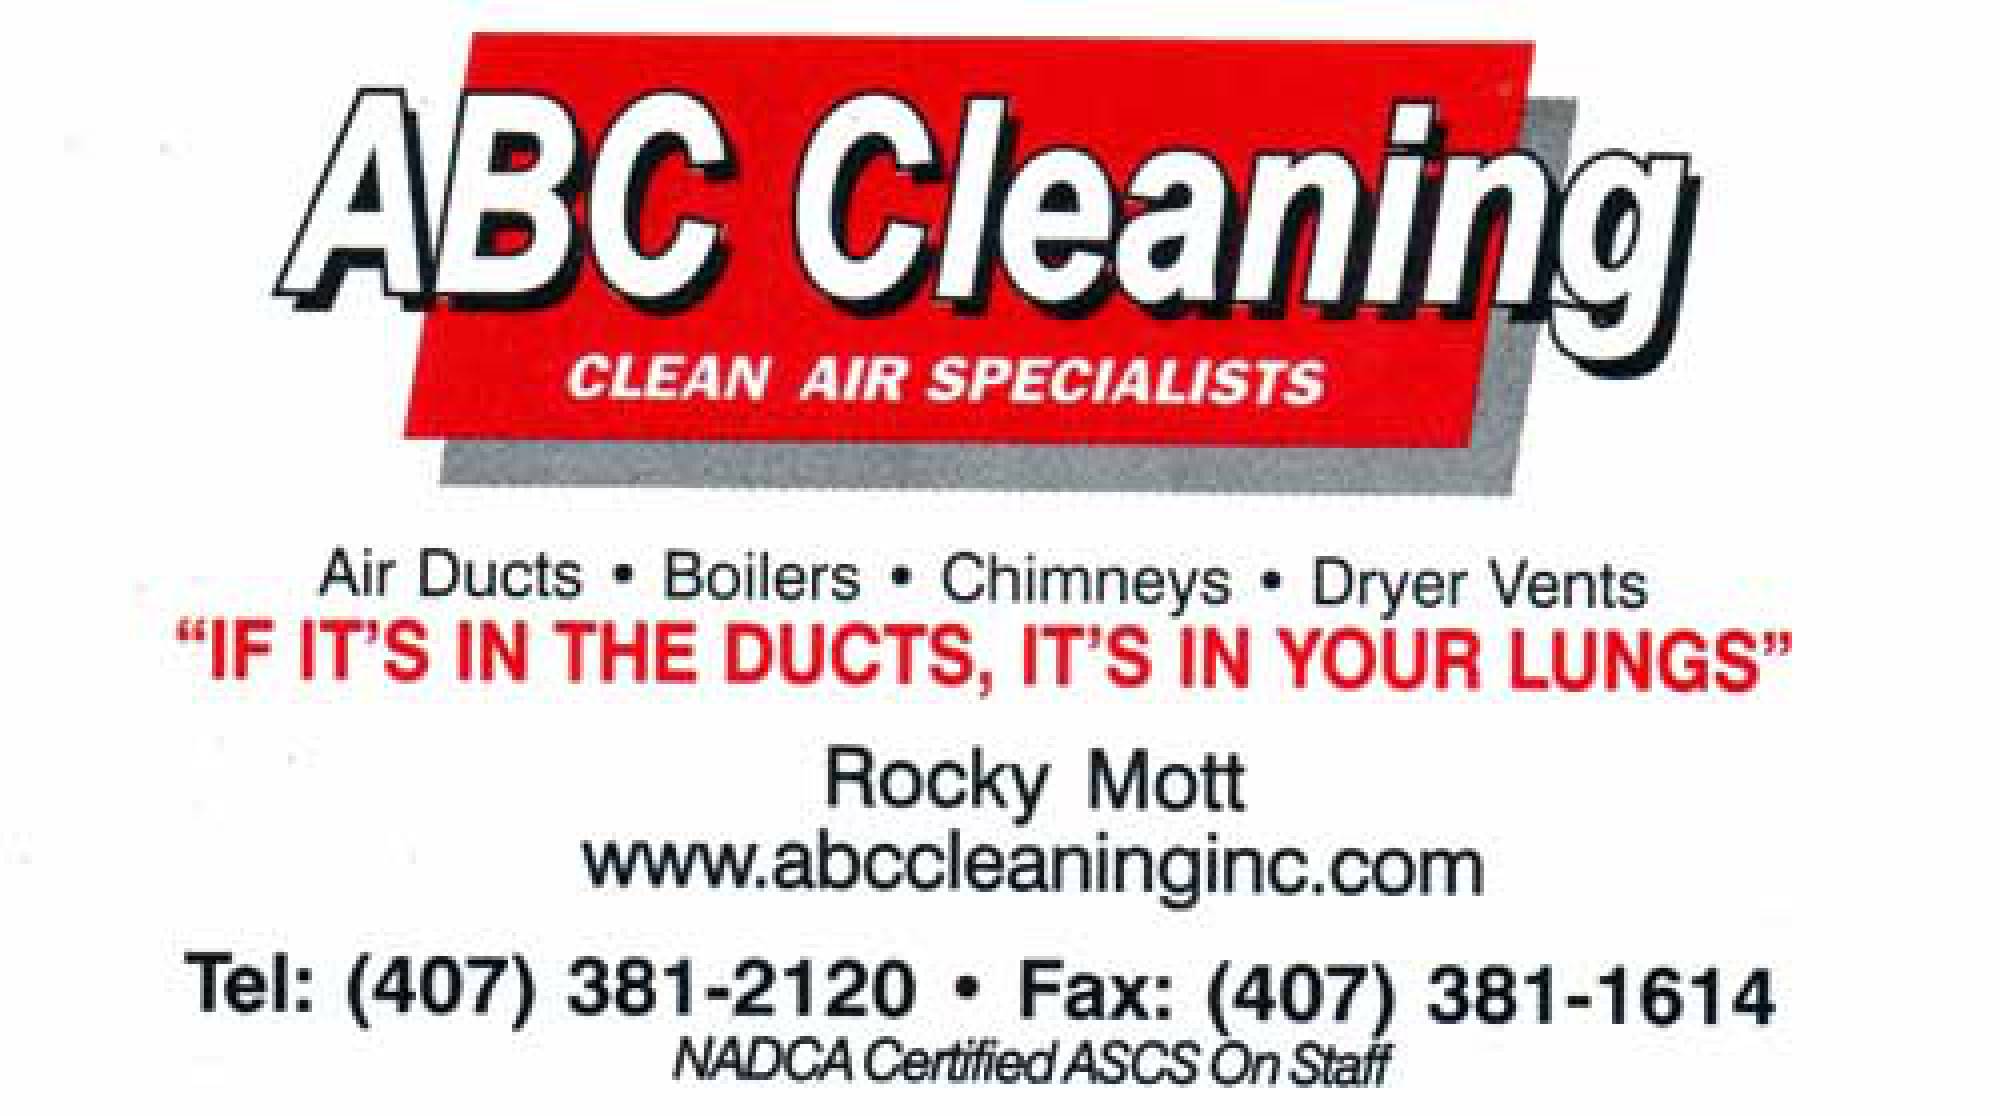 ABC Cleaning
CLEAN AIR SPECIALISTS
Air Ducts • Boilers • Chimneys • Dryer Vents
“IF IT’S IN THE DUCTS, IT’S IN YOUR LUNGS”
Rocky Mott
www.abccleaninginc.com
Tel: (407) 381-2120 • Fax: (407) 381-1614
NADCA Certified ASCS On Staff